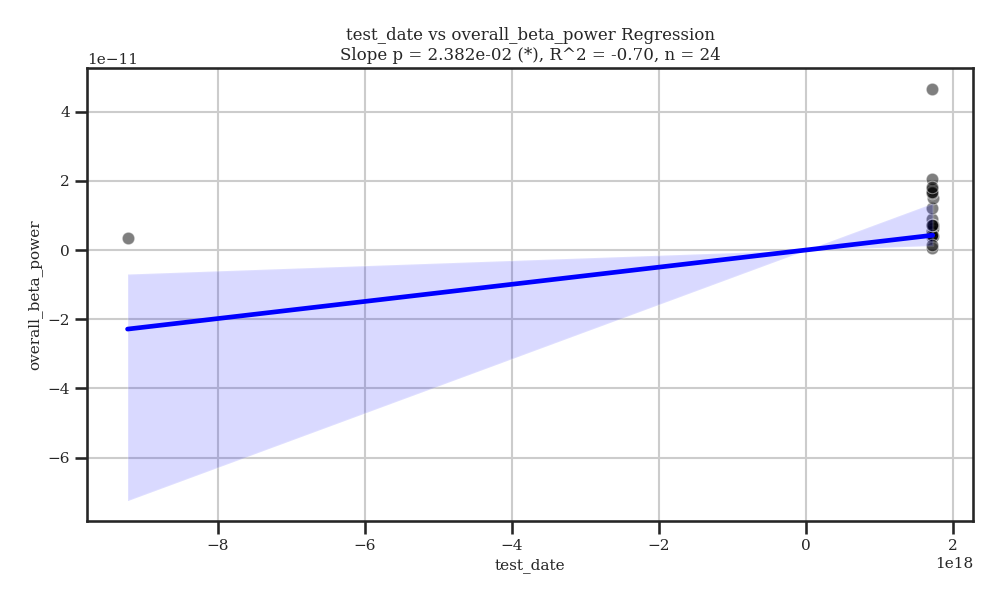 test_date vs overall_beta_power Regression
Slope p = 2.382e-02 (*), R^2 = -0.70, n = 24
1e−11
4
2
0
−2
−4
−6
overall_beta_power
−8
−6
−4
−2
0
2
1e18
test_date